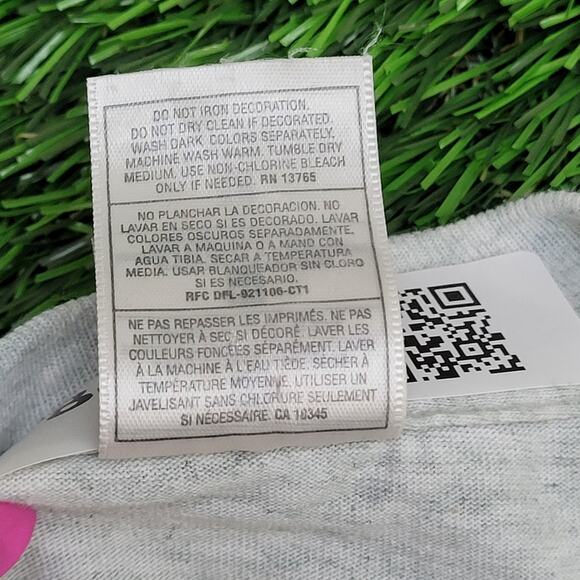 DO NOT IRON DECORATION.
DO NOT DRY CLEAN IF DECORATED.
WASH DARK COLORS SEPARATELY.
MACHINE WASH WARM. TUMBLE DRY
MEDIUM. USE NON-CHLORINE BLEACH
ONLY IF NEEDED. RN 13765
NO PLANCHAR LA DECORACION. NO
LAVAR EN SECO SI ES DECORADO. LAVAR
COLORES OSCUROS SEPARADAMENTE.
LAVAR A MAQUINA O A MANO CON
AGUA TIBIA. SECAR A TEMPERATURA
MEDIA. USAR BLANQUEADOR SIN CLORO
SI ES NECESARIO.
RFC DFL-921106-CT1
NE PAS REPASSER LES IMPRIMÉS. NE PAS
NETTOYER À SEC SI DÉCORÉ. LAVER LES
COULEURS FONCÉES SÉPARÉMENT. LAVER
À LA MACHINE À L'EAU TIÈDE. SÉCHER À
TEMPÉRATURE MOYENNE. UTILISER UN
JAVELISANT SANS CHLORURE SEULEMENT
SI NÉCESSAIRE. CA 10345